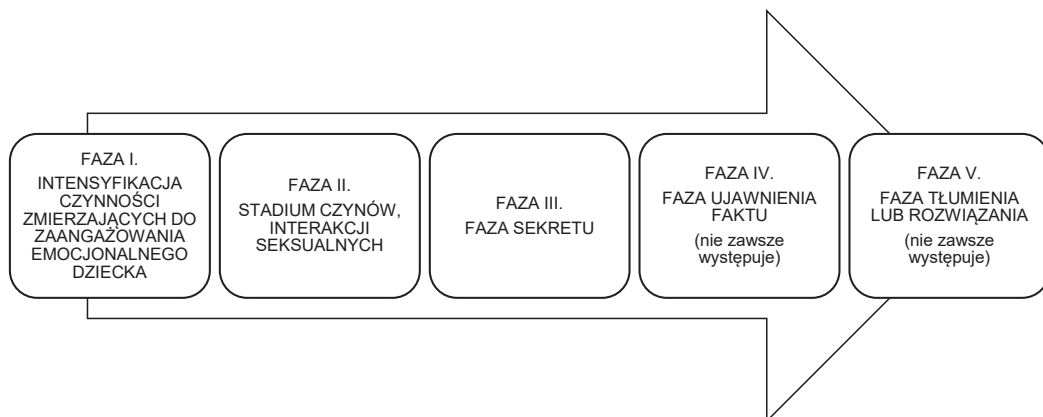 FAZA I.
INTENSYFIKACJA
CZYNNOŚCI
ZMIERZAJĄCYCH DO
ZAANGAŻOWANIA
EMOCJONALNEGO
DZIECKA
FAZA II.
STADIUM CZYNÓW,
INTERAKCJI
SEKSUALNYCH
FAZA III.
FAZA SEKRETU
FAZA IV.
FAZA UJAWNIENIA
FAKTU
(nie zawsze
występuje)
FAZA V.
FAZA TŁUMIENIA
LUB ROZWIĄZANIA
(nie zawsze
występuje)